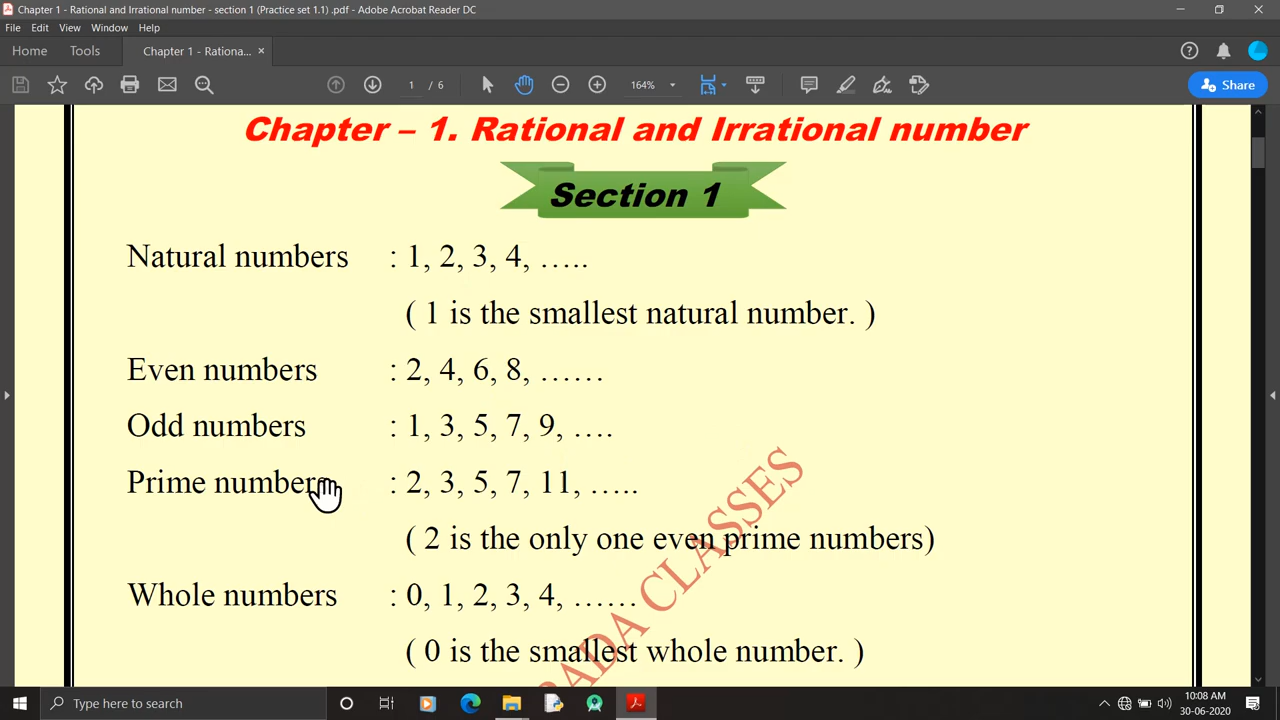 Chapter 1 - Rational and Irrational number - section 1 (Practice set 1.1) .pdf - Adobe Acrobat Reader DC
File Edit View Window Help
Home Tools Chapter 1 - Rationa... ×
1 / 6 164% Share
Chapter – 1. Rational and Irrational number
Section 1
Natural numbers : 1, 2, 3, 4, …..
( 1 is the smallest natural number. )
Even numbers : 2, 4, 6, 8, ……
Odd numbers : 1, 3, 5, 7, 9, ….
Prime numbers : 2, 3, 5, 7, 11, …..
( 2 is the only one even prime numbers)
Whole numbers : 0, 1, 2, 3, 4, ……
( 0 is the smallest whole number. )
CLASSES
Type here to search
10:08 AM
30-06-2020